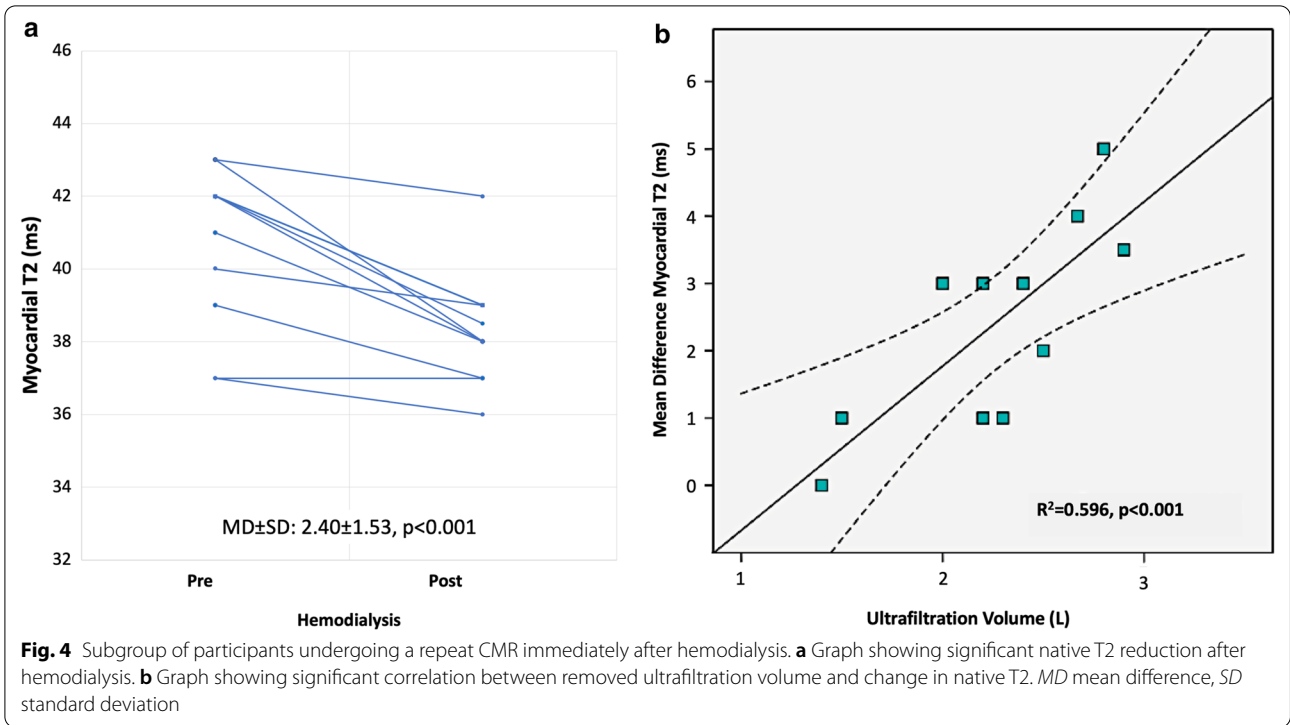 a
46
44
42
40
38
36
34
32
Myocardial T2 (ms)
MD±SD: 2.40±1.53, p<0.001
Pre
Post
Hemodialysis
b
6
5
4
3
2
1
0
Mean Difference Myocardial T2 (ms)
R²=0.596, p<0.001
1
2
3
Ultrafiltration Volume (L)
Fig. 4 Subgroup of participants undergoing a repeat CMR immediately after hemodialysis. a Graph showing significant native T2 reduction after
hemodialysis. b Graph showing significant correlation between removed ultrafiltration volume and change in native T2. MD mean difference, SD
standard deviation